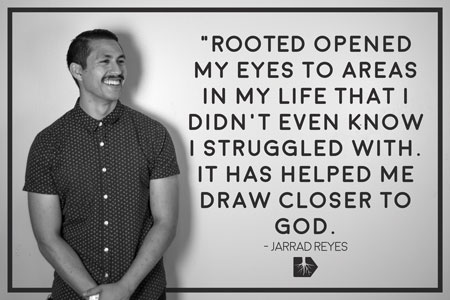 "ROOTED OPENED
MY EYES TO AREAS
IN MY LIFE THAT I
DIDN'T EVEN KNOW
I STRUGGLED WITH.
IT HAS HELPED ME
DRAW CLOSER TO
GOD.
- JARRAD REYES